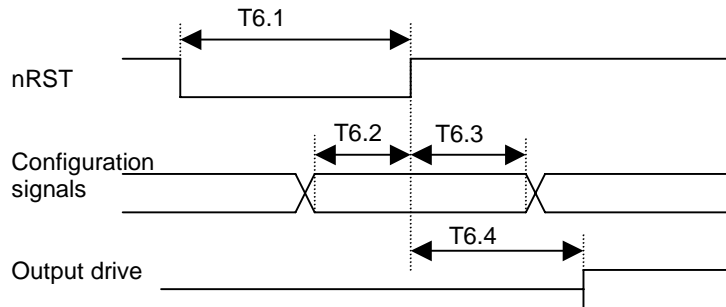 T6.1
nRST
T6.2
T6.3
Configuration
signals
T6.4
Output drive